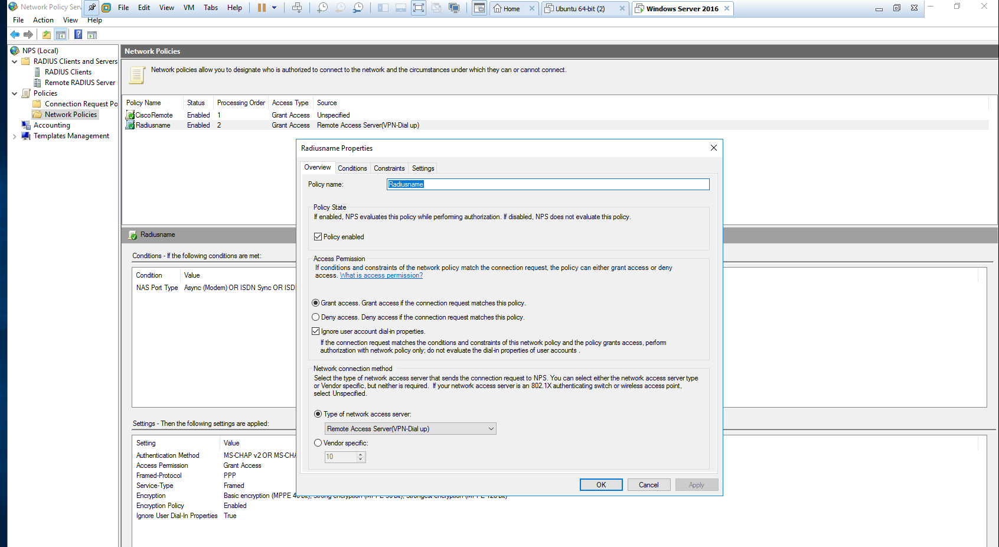 Network Policy Serv
File Edit View VM Tabs Help
Home
Ubuntu 64-bit (2)
Windows Server 2016
File Action View Help
NPS (Local)
RADIUS Clients and Servers
RADIUS Clients
Remote RADIUS Server
Policies
Connection Request Po
Network Policies
Accounting
Templates Management
Network Policies
Network policies allow you to designate who is authorized to connect to the network and the circumstances under which they can or cannot connect.
Policy Name Status Processing Order Access Type Source
CiscoRemote Enabled 1 Grant Access Unspecified
Radiusname Enabled 2 Grant Access Remote Access Server(VPN-Dial up)
Radiusname
Conditions - If the following conditions are met:
Condition Value
NAS Port Type Async (Modem) OR ISDN Sync OR ISD
Settings - Then the following settings are applied:
Setting Value
Authentication Method MS-CHAP v2 OR MS-CHA
Access Permission Grant Access
Framed-Protocol PPP
Service-Type Framed
Encryption Basic encryption (MPPE 40 bit), Strong encryption (MPPE 56 bit), Strongest encryption (MPPE 128 bit)
Encryption Policy Enabled
Ignore User Dial-In Properties True
Radiusname Properties
Overview Conditions Constraints Settings
Policy name: Radiusname
Policy State
If enabled, NPS evaluates this policy while performing authorization. If disabled, NPS does not evaluate this policy.
Policy enabled
Access Permission
If conditions and constraints of the network policy match the connection request, the policy can either grant access or deny
access. What is access permission?
Grant access. Grant access if the connection request matches this policy.
Deny access. Deny access if the connection request matches this policy.
Ignore user account dial-in properties.
If the connection request matches the conditions and constraints of this network policy and the policy grants access, perform
authorization with network policy only; do not evaluate the dial-in properties of user accounts .
Network connection method
Select the type of network access server that sends the connection request to NPS. You can select either the network access server type
or Vendor specific, but neither is required. If your network access server is an 802.1X authenticating switch or wireless access point,
select Unspecified.
Type of network access server:
Remote Access Server(VPN-Dial up)
Vendor specific:
10
OK Cancel Apply